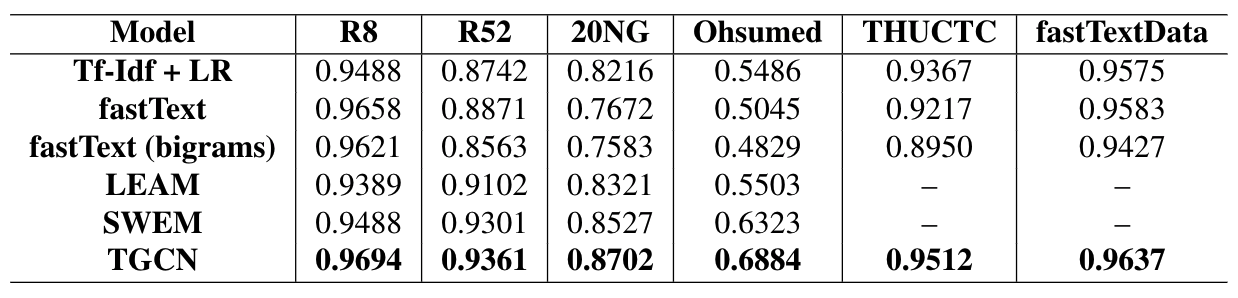 Model R8 R52 20NG Ohsumed THUCTC fastTextData
Tf-Idf + LR 0.9488 0.8742 0.8216 0.5486 0.9367 0.9575
fastText 0.9658 0.8871 0.7672 0.5045 0.9217 0.9583
fastText (bigrams) 0.9621 0.8563 0.7583 0.4829 0.8950 0.9427
LEAM 0.9389 0.9102 0.8321 0.5503 – –
SWEM 0.9488 0.9301 0.8527 0.6323 – –
TGCN 0.9694 0.9361 0.8702 0.6884 0.9512 0.9637